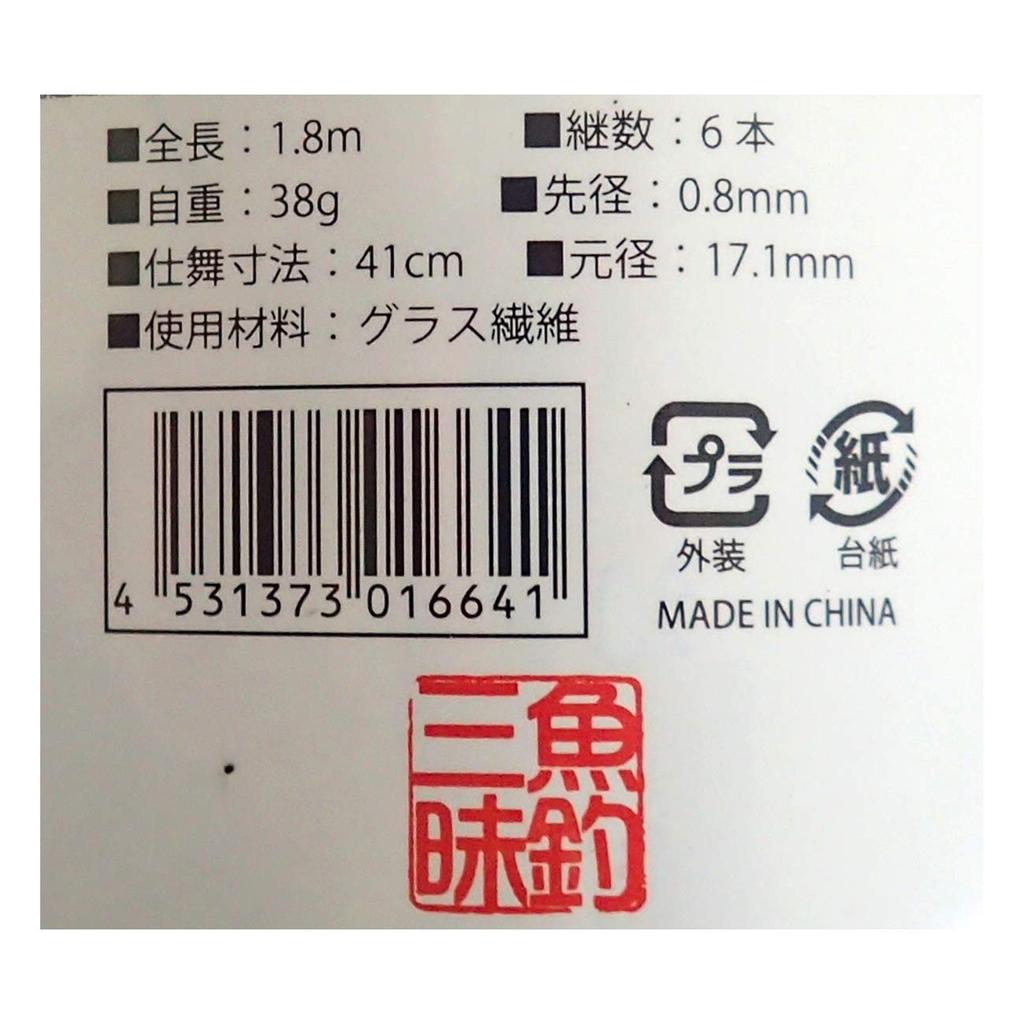 ■全長：1.8m ■継数：6本
■自重：38g ■先径：0.8mm
■仕舞寸法：41cm ■元径：17.1mm
■使用材料：グラス繊維
4 531373 016641
プラ
外装
紙
台紙
MADE IN CHINA
魚釣
三昧